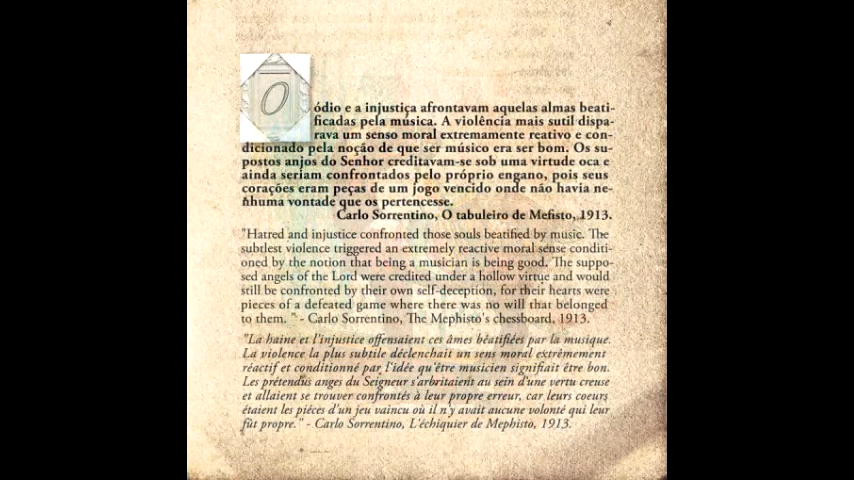 O ódio e a injustiça afrontavam aquelas almas beati-
ficadas pela música. A violência mais sutil dispa-
rava um senso moral extremamente reativo e con-
dicionado pela noção de que ser músico era ser bom. Os su-
postos anjos do Senhor creditavam-se sob uma virtude oca e
ainda seriam confrontados pelo próprio engano, pois seus
corações eram peças de um jogo vencido onde não havia ne-
nhuma vontade que os pertencesse.
Carlo Sorrentino, O tabuleiro de Mefisto, 1913.
"Hatred and injustice confronted those souls beatified by music. The
subtlest violence triggered an extremely reactive moral sense conditi-
oned by the notion that being a musician is being good. The suppo-
sed angels of the Lord were credited under a hollow virtue and would
still be confronted by their own self-deception, for their hearts were
pieces of a defeated game where there was no will that belonged
to them. " - Carlo Sorrentino, The Mephisto's chessboard, 1913.
"La haine et l'injustice offensaient ces âmes béatifiées par la musique.
La violence la plus subtile déclenchait un sens moral extrêmement
réactif et conditionné par l'idée qu'être musicien signifiait être bon.
Les prétendus anges du Seigneur s'abritaient au sein d'une vertu creuse
et allaient se trouver confrontés à leur propre erreur, car leurs coeurs
étaient les piéces d'un jeu vaincu où il n'y avait aucune volonté qui leur
fût propre." - Carlo Sorrentino, L'échiquier de Mephisto, 1913.